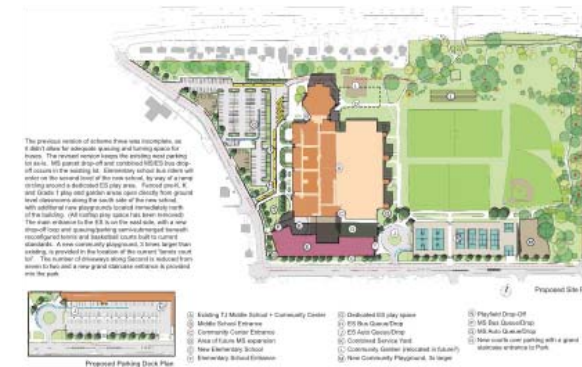 The previous version of scheme three was incomplete, as
it didn't allow for adequate queuing and turning space for
buses. The revised version keeps the existing west parking
lot as-is. MS parent drop-off and combined MS/ES bus drop-
off occurs in the existing lot. Elementary school bus riders will
enter on the second level of the new school, by way of a ramp
circling around a dedicated ES play area. Fenced pre-K, K
and Grade 1 play and garden areas open directly from ground
level classrooms along the south side of the new school,
with additional new playgrounds located immediately north
of the building. (All rooftop play space has been removed)
The main entrance to the ES is on the east side, with a new
drop-off loop and queuing/parking semi-submerged beneath
reconfigured tennis and basketball courts built to current
standards. A new community playground, 3 times larger than
existing, is provided in the location of the current "tennis court
lot". The number of driveways along Second is reduced from
seven to two and a new grand staircase entrance is provided
into the park.
Proposed Site
Proposed Parking Deck Plan
Existing TJ Middle School + Community Center
Middle School Entrance
Community Center Entrance
Area of future MS expansion
New Elementary School
Elementary School Entrance
Dedicated ES play space
ES Bus Queue/Drop
ES Auto Queue/Drop
Combined Service Yard
Community Garden (relocated in future?)
New Community Playground, 3x larger
Playfield Drop-Off
MS Bus Queue/Drop
MS Auto Queue/Drop
New courts over parking with a grand
staircase entrance to Park